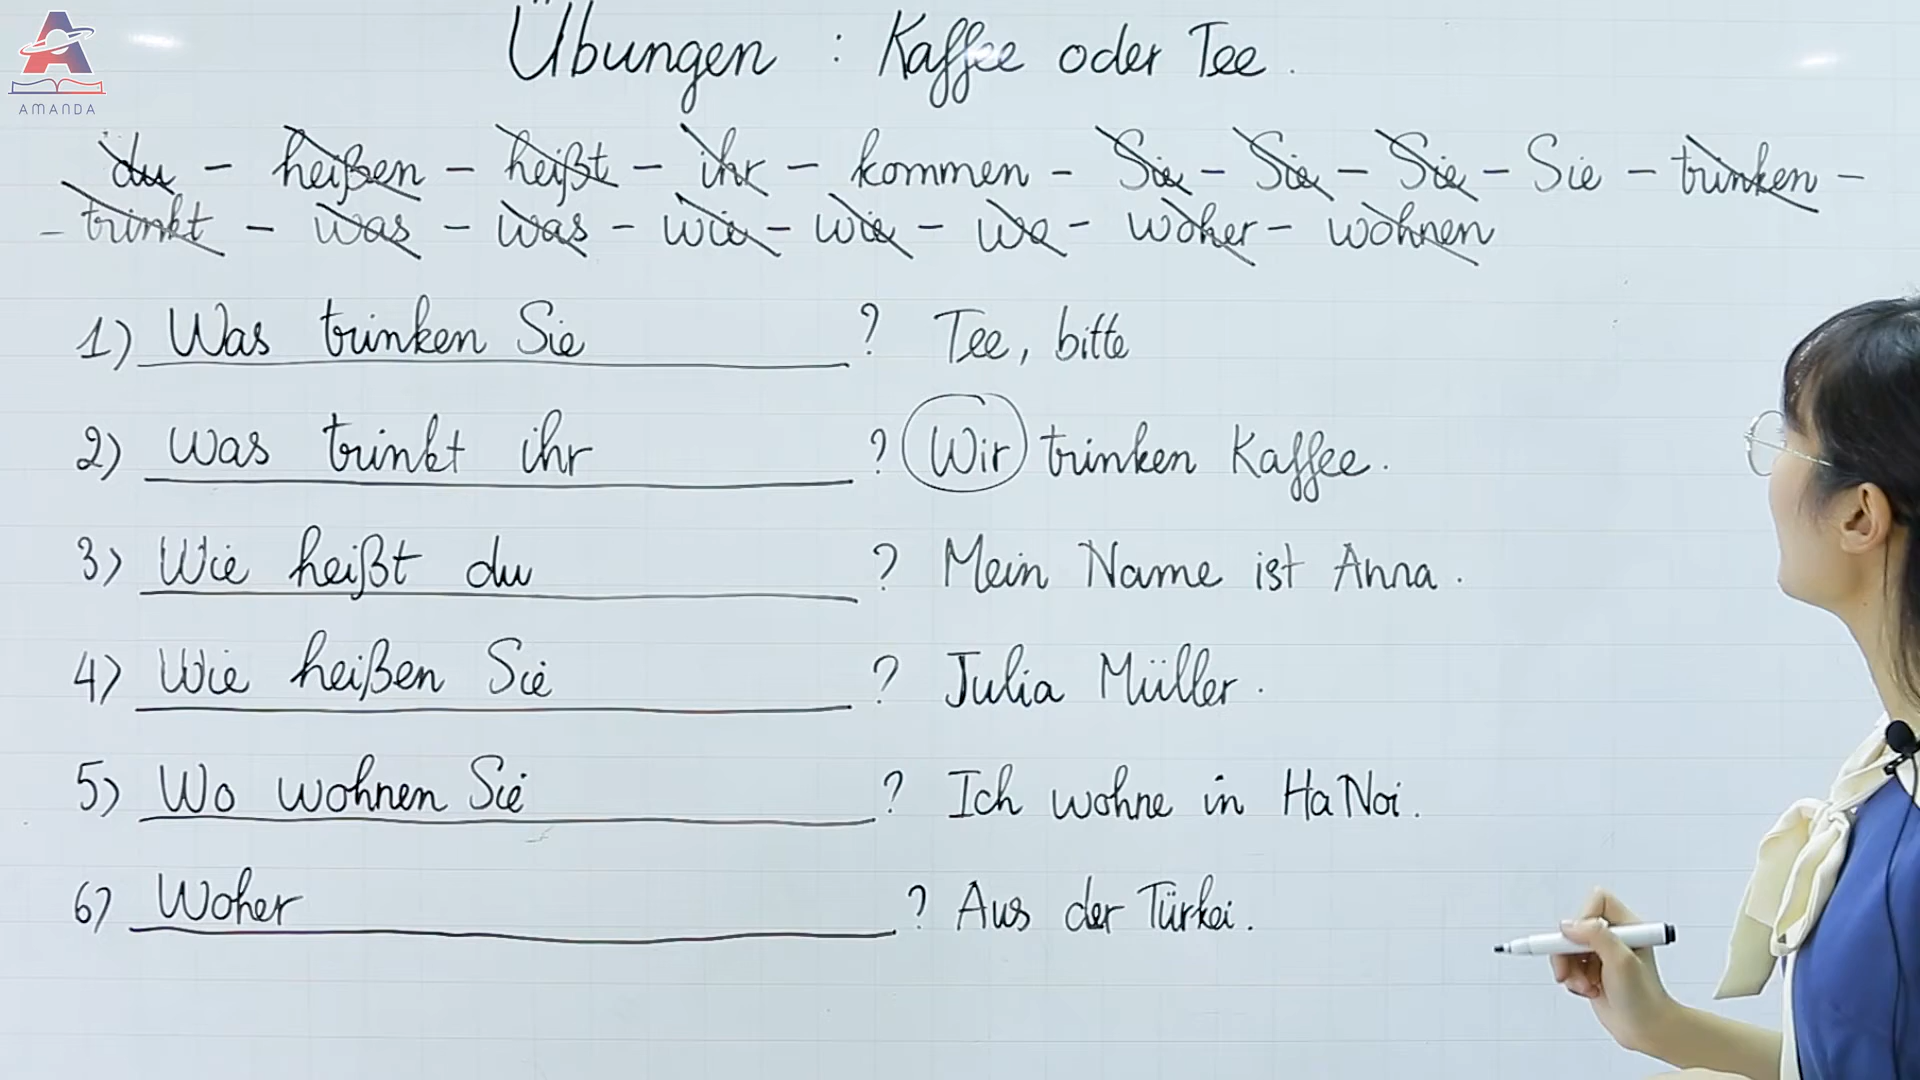 AMANDA
Übungen : Kaffee oder Tee.
du - heißen - heißt - ihr - kommen - Sie - Sie - Sie - Sie - trinken -
- trinkt - was - was - wie - wie - wo - woher - wohnen
1) Was trinken Sie ? Tee, bitte
2) Was trinkt ihr ? Wir trinken Kaffee.
3) Wie heißt du ? Mein Name ist Anna.
4) Wie heißen Sie ? Julia Müller.
5) Wo wohnen Sie ? Ich wohne in HaNoi.
6) Woher ? Aus der Türkei.